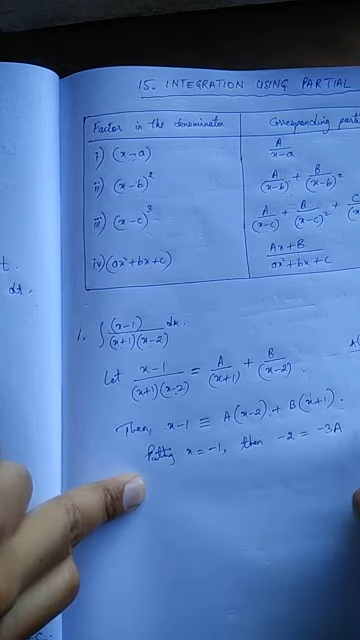 15. INTEGRATION USING PARTIAL
Factor in the denominator
Corresponding parti
i) (x-a)
A/(x-a)
ii) (x-b)²
A/(x-b) + B/(x-b)²
iii) (x-c)³
A/(x-c) + B/(x-c)² + C/(x-
iv) (ax²+bx+c)
Ax+B/ax²+bx+c
t.
dt.
1. ∫ (x-1)/(x+1)(x-2) dx.
Let x-1/(x+1)(x-2) = A/(x+1) + B/(x-2).
Then, x-1 ≡ A(x-2) + B(x+1).
Putting x = -1, then -2 = -3A